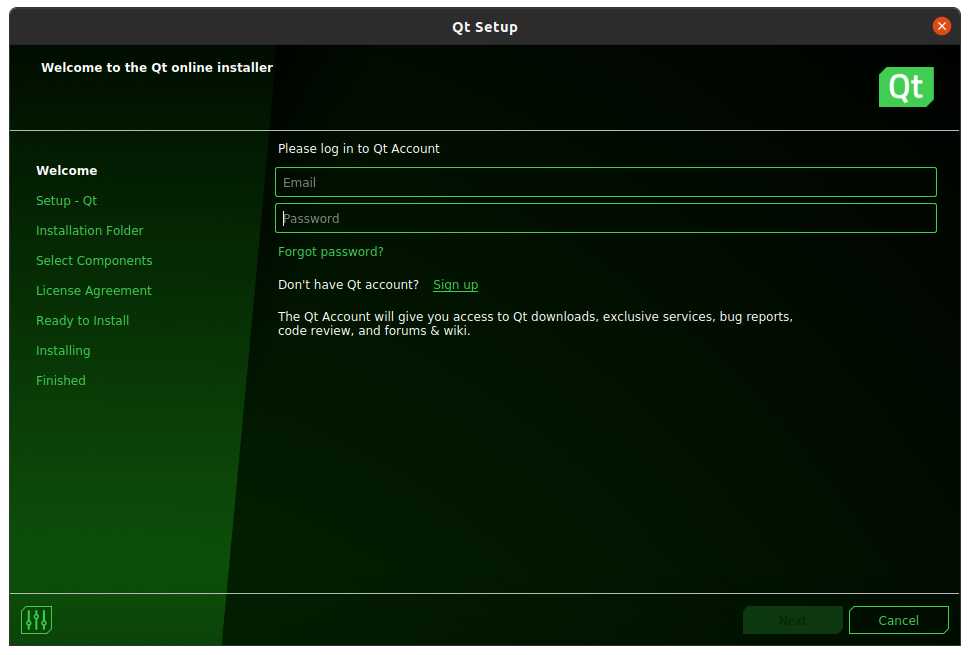 Qt Setup
Welcome to the Qt online installer
Qt
Welcome
Setup - Qt
Installation Folder
Select Components
License Agreement
Ready to Install
Installing
Finished
Please log in to Qt Account
Email
Password
Forgot password?
Don't have Qt account? Sign up
The Qt Account will give you access to Qt downloads, exclusive services, bug reports,
code review, and forums & wiki.
Next
Cancel